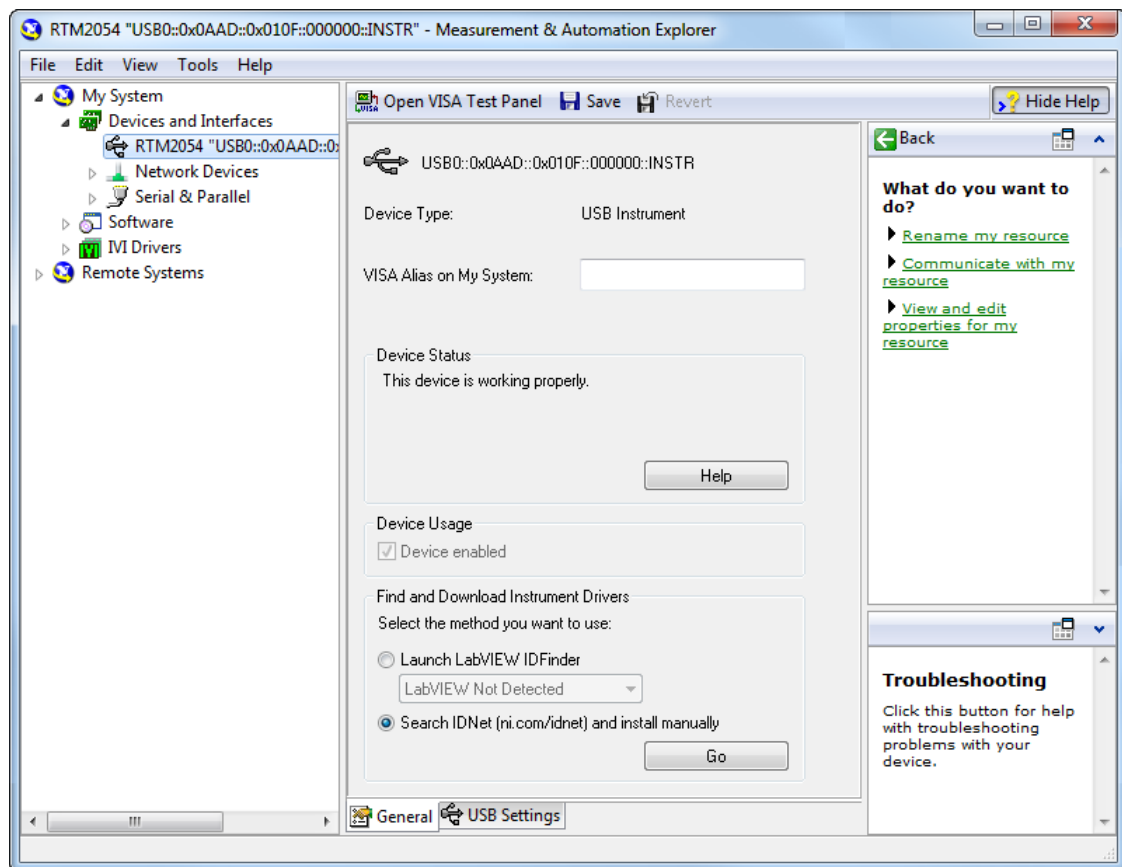 RTM2054 "USB0::0x0AAD::0x010F::000000::INSTR" - Measurement & Automation Explorer
File Edit View Tools Help
My System
Devices and Interfaces
RTM2054 "USB0::0x0AAD::0
Network Devices
Serial & Parallel
Software
IVI Drivers
Remote Systems
Open VISA Test Panel Save Revert
Hide Help
USB0::0x0AAD::0x010F::000000::INSTR
Device Type: USB Instrument
VISA Alias on My System:
Device Status
This device is working properly.
Help
Device Usage
Device enabled
Find and Download Instrument Drivers
Select the method you want to use:
Launch LabVIEW IDFinder
LabVIEW Not Detected
Search IDNet (ni.com/idnet) and install manually
Go
General USB Settings
Back
What do you want to
do?
Rename my resource
Communicate with my
resource
View and edit
properties for my
resource
Troubleshooting
Click this button for help
with troubleshooting
problems with your
device.